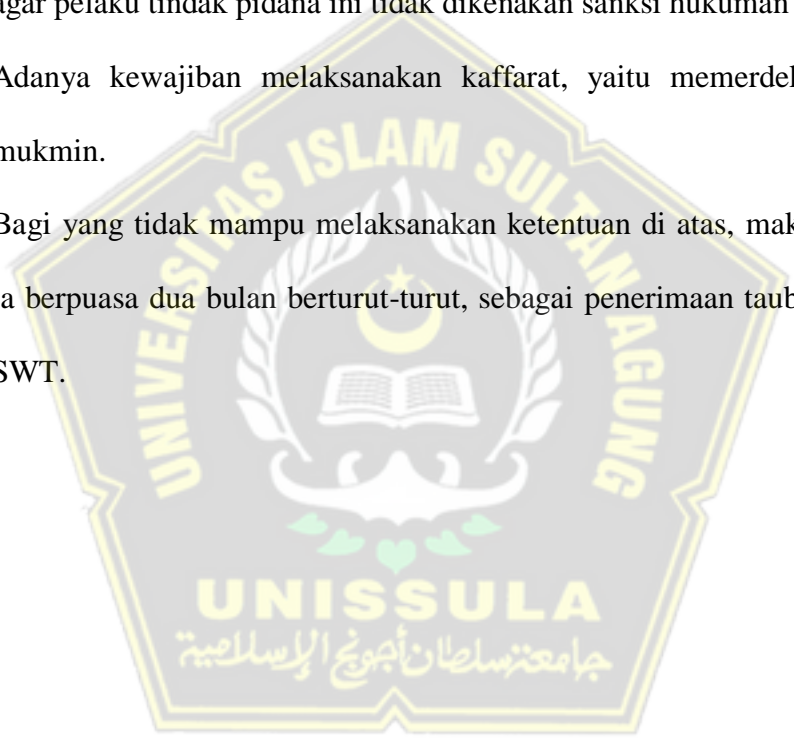 agar pelaku tindak pidana ini tidak dikenakan sanksi hukuman
Adanya kewajiban melaksanakan kaffarat, yaitu memerdek
mukmin.
Bagi yang tidak mampu melaksanakan ketentuan di atas, mak
a berpuasa dua bulan berturut-turut, sebagai penerimaan taub
SWT.
UNIVERSITAS ISLAM SULTAN AGUNG
UNISSULA
جامعتنسلطان أجونج الإسلامية